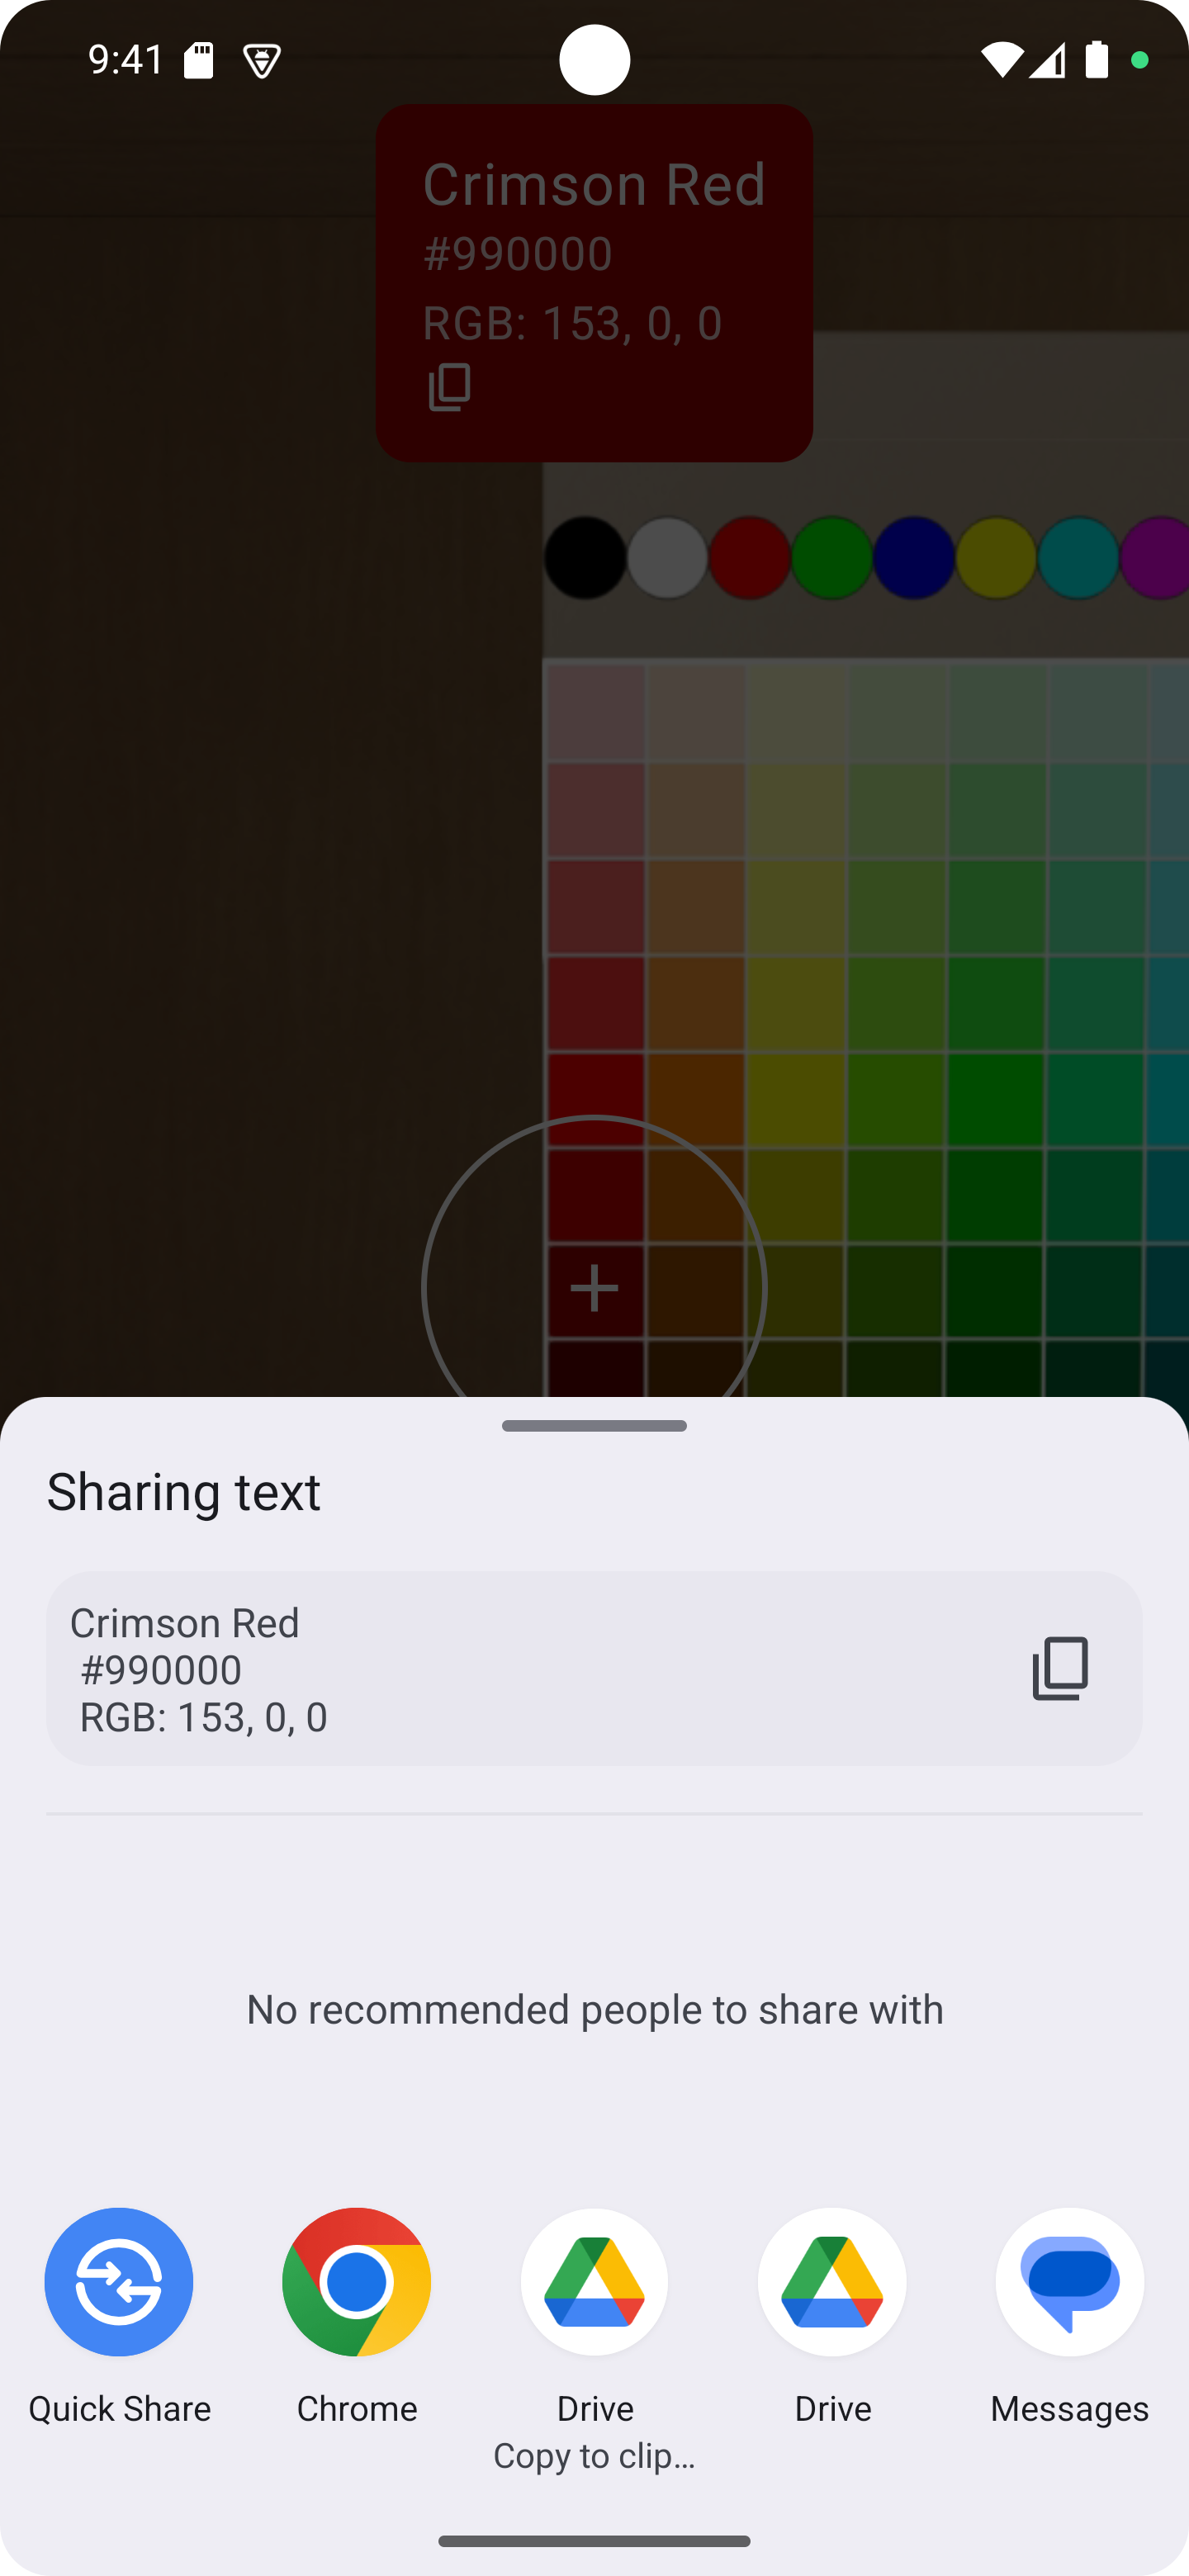 9:41
Crimson Red
#990000
RGB: 153, 0, 0
Sharing text
Crimson Red
#990000
RGB: 153, 0, 0
No recommended people to share with
Quick Share
Chrome
Drive
Copy to clip...
Drive
Messages